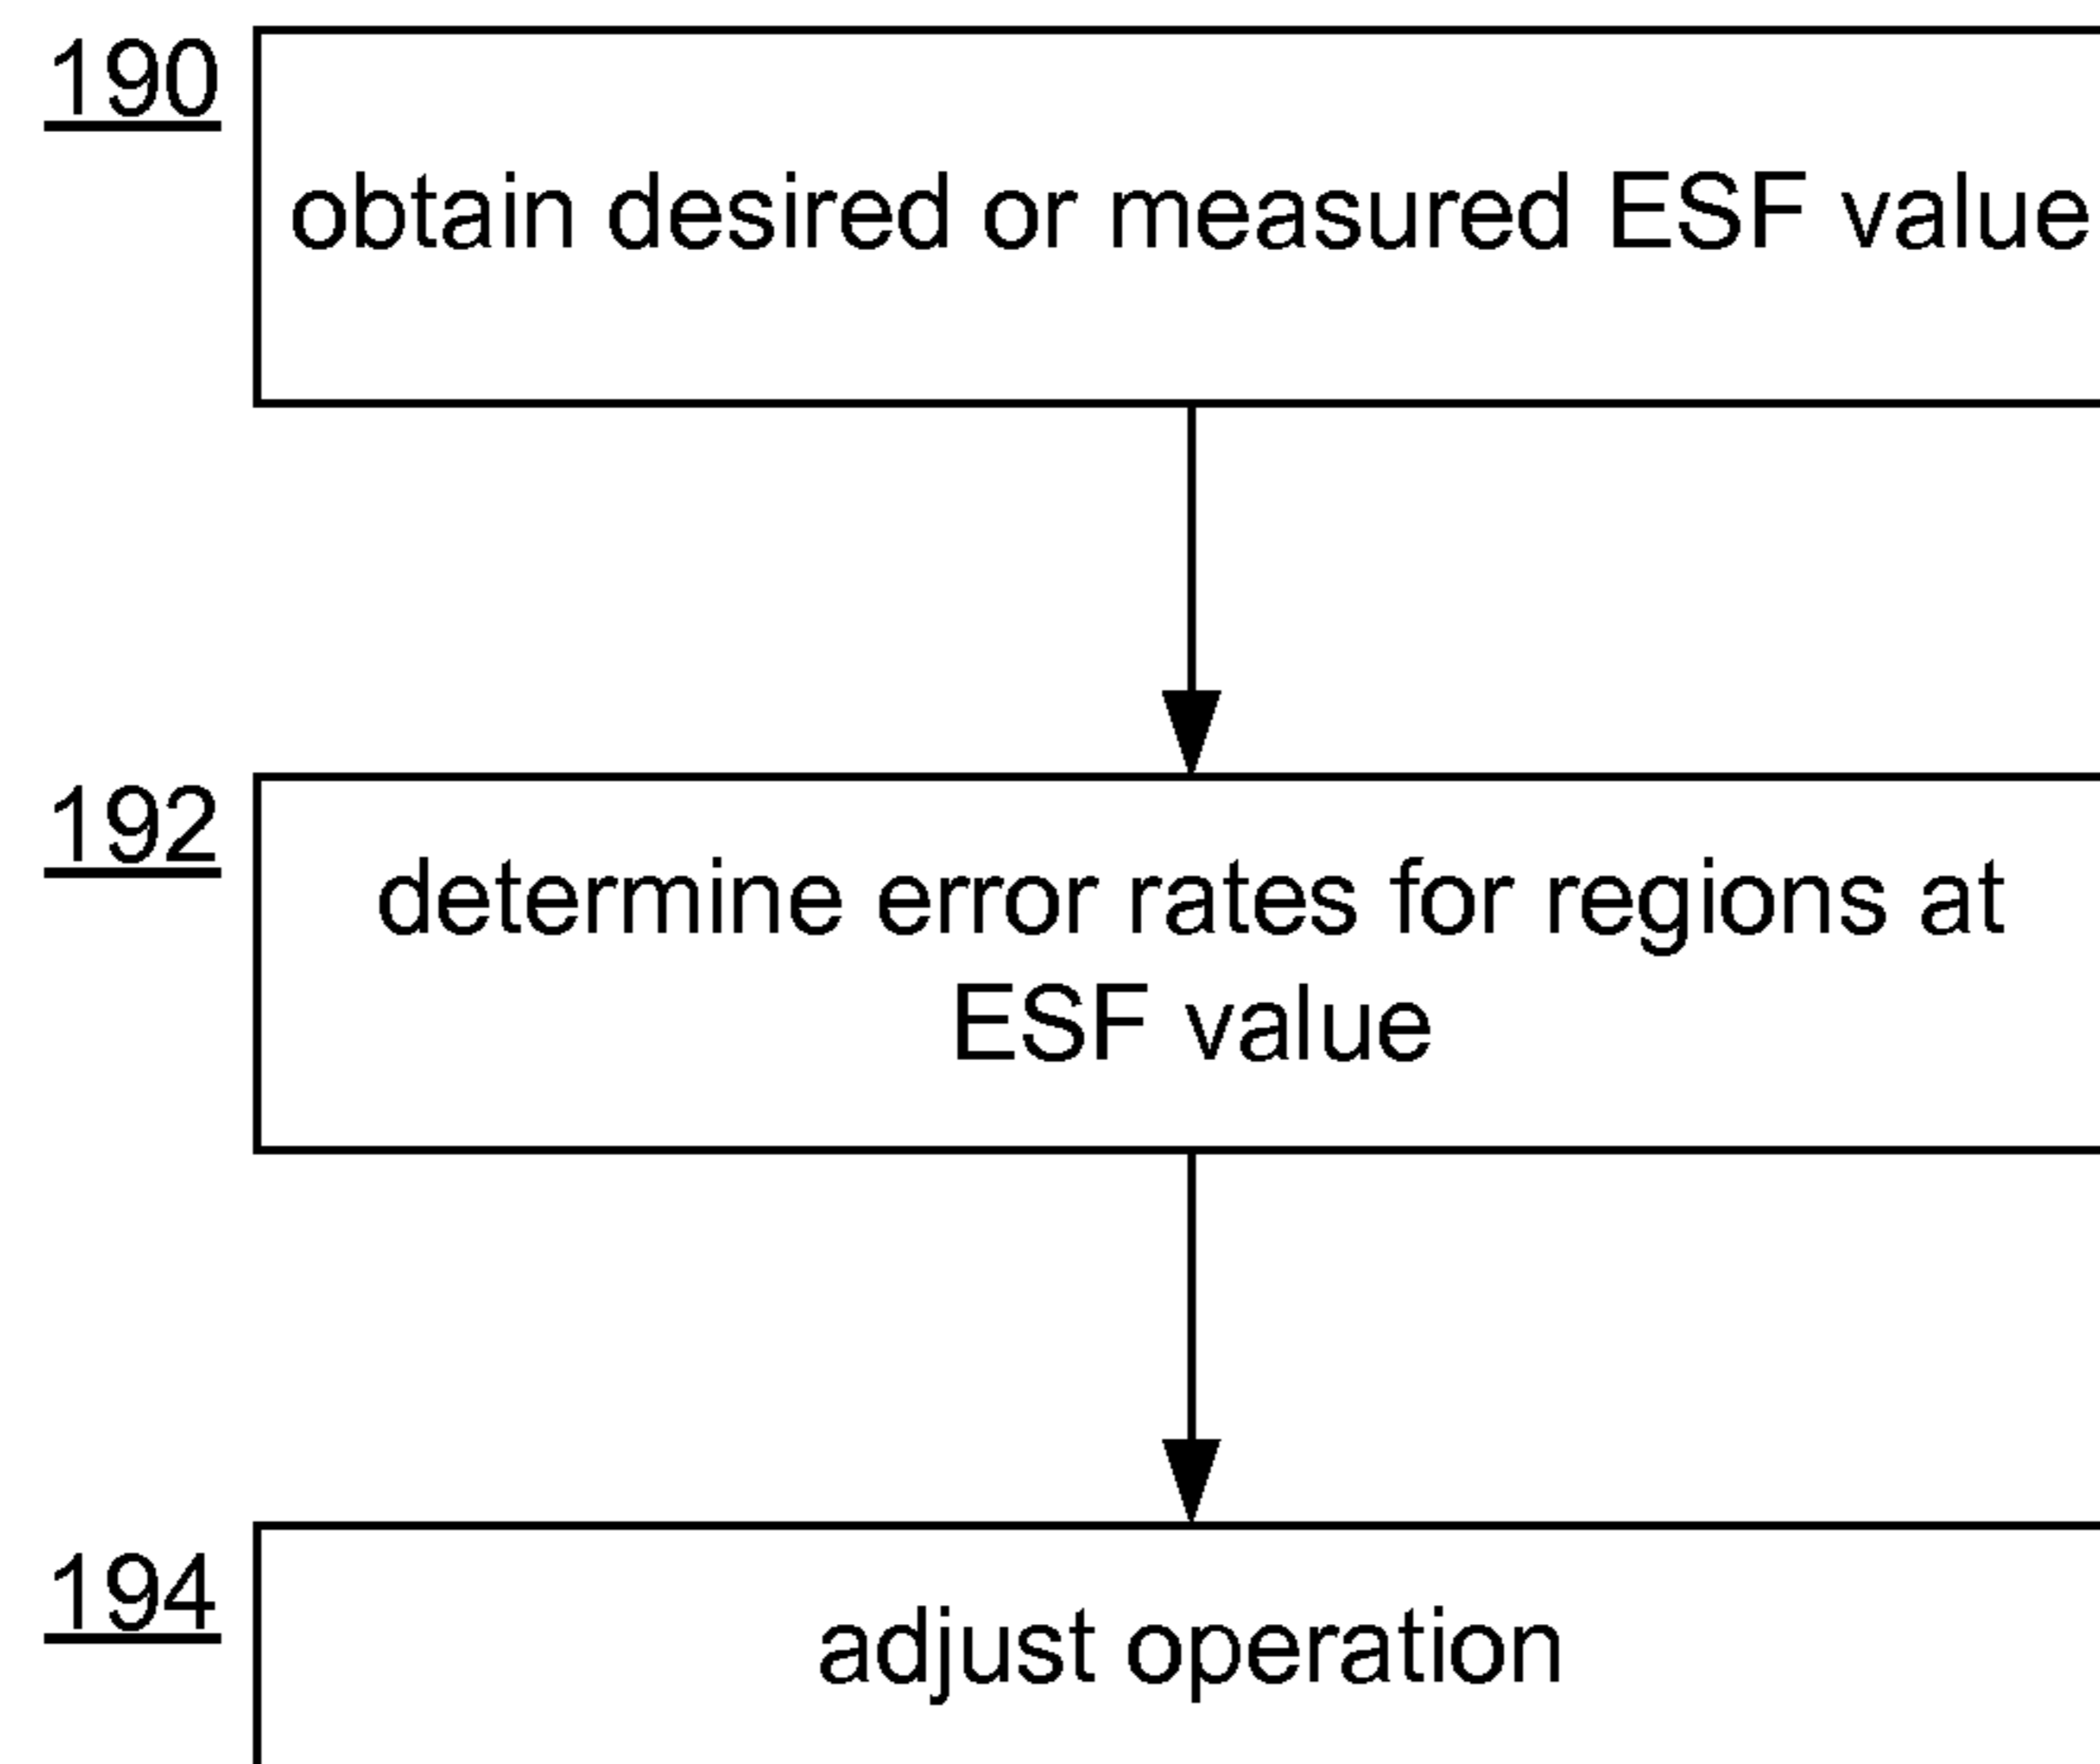 190
obtain desired or measured ESF value
192
determine error rates for regions at
ESF value
194
adjust operation